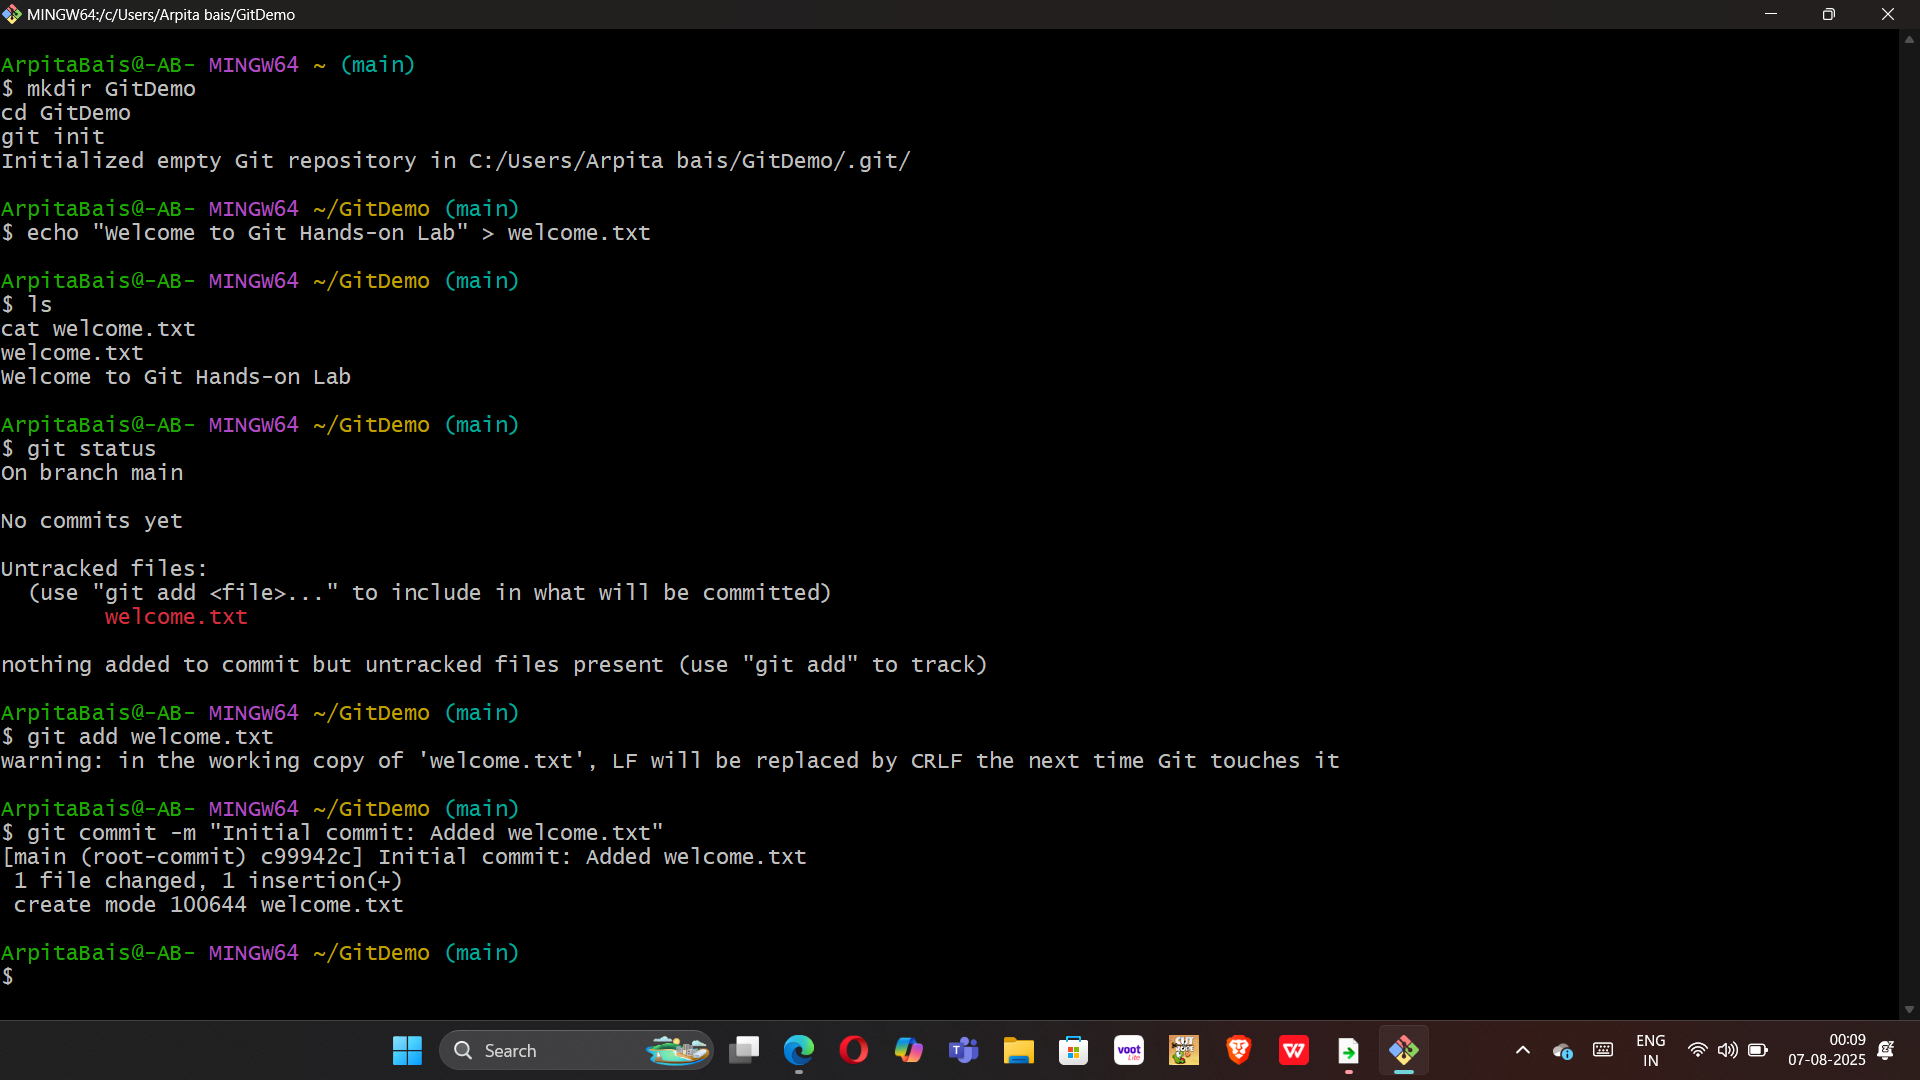 MINGW64:/c/Users/Arpita bais/GitDemo
ArpitaBais@-AB- MINGW64 ~ (main)
$ mkdir GitDemo
cd GitDemo
git init
Initialized empty Git repository in C:/Users/Arpita bais/GitDemo/.git/
ArpitaBais@-AB- MINGW64 ~/GitDemo (main)
$ echo "Welcome to Git Hands-on Lab" > welcome.txt
ArpitaBais@-AB- MINGW64 ~/GitDemo (main)
$ ls
cat welcome.txt
welcome.txt
Welcome to Git Hands-on Lab
ArpitaBais@-AB- MINGW64 ~/GitDemo (main)
$ git status
On branch main
No commits yet
Untracked files:
  (use "git add <file>..." to include in what will be committed)
        welcome.txt
nothing added to commit but untracked files present (use "git add" to track)
ArpitaBais@-AB- MINGW64 ~/GitDemo (main)
$ git add welcome.txt
warning: in the working copy of 'welcome.txt', LF will be replaced by CRLF the next time Git touches it
ArpitaBais@-AB- MINGW64 ~/GitDemo (main)
$ git commit -m "Initial commit: Added welcome.txt"
[main (root-commit) c99942c] Initial commit: Added welcome.txt
 1 file changed, 1 insertion(+)
 create mode 100644 welcome.txt
ArpitaBais@-AB- MINGW64 ~/GitDemo (main)
$
Search
voot
ENG
IN
00:09
07-08-2025